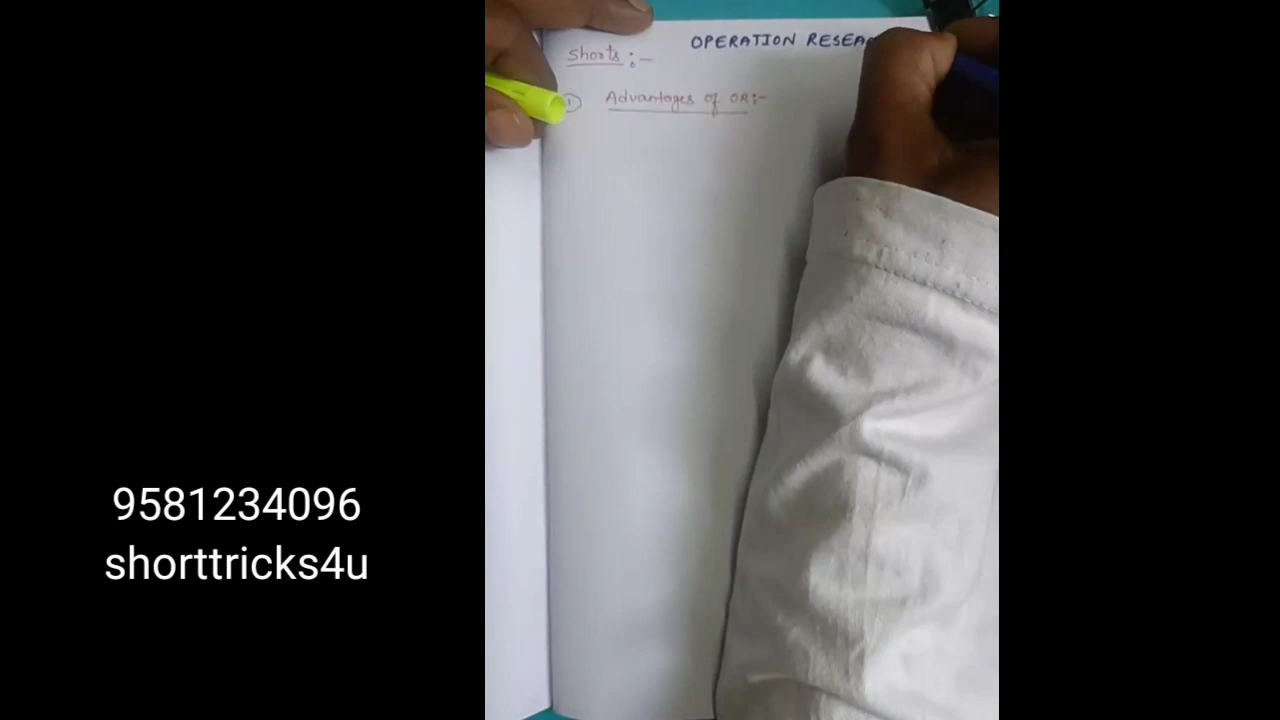 OPERATION RESEA
Shorts :-
1 Advantages of OR:-
9581234096
shorttricks4u